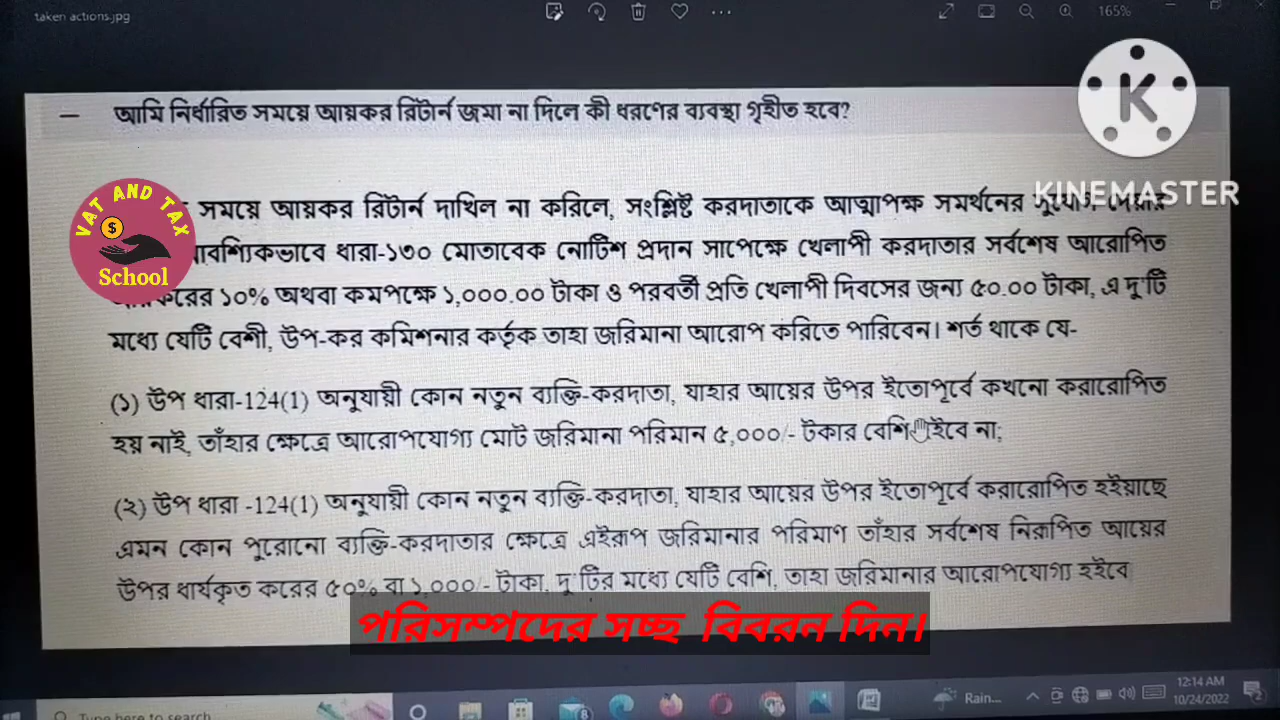 taken actions.jpg
165%
আমি নির্ধারিত সময়ে আয়কর রিটার্ন জমা না দিলে কী ধরণের ব্যবস্থা গৃহীত হবে?
KINEMASTER
VAT AND TAX
School
সময়ে আয়কর রিটার্ন দাখিল না করিলে, সংশ্লিষ্ট করদাতাকে আত্মাপক্ষ সমর্থনের
ধারা-১৩০ মোতাবেক নোটিশ প্রদান সাপেক্ষে খেলাপী করদাতার সর্বশেষ আরোপিত
১০% অথবা কমপক্ষে ১,০০০.০০ টাকা ও পরবর্তী প্রতি খেলাপী দিবসের জন্য ৫০.০০ টাকা, এ দু'টি
মধ্যে যেটি বেশী, উপ-কর কমিশনার কর্তৃক তাহা জরিমানা আরোপ করিতে পারিবেন। শর্ত থাকে যে-
(১) উপ ধারা-124(1) অনুযায়ী কোন নতুন ব্যক্তি-করদাতা, যাহার আয়ের উপর ইতোপূর্বে কখনো করারোপিত
হয় নাই, তাঁহার ক্ষেত্রে আরোপযোগ্য মোট জরিমানা পরিমান ৫,০০০/- টকার বেশি হইবে না;
(২) উপ ধারা -124(1) অনুযায়ী কোন নতুন ব্যক্তি-করদাতা, যাহার আয়ের উপর ইতোপূর্বে করারোপিত হইয়াছে
এমন কোন পুরোনো ব্যক্তি-করদাতার ক্ষেত্রে এইরূপ জরিমানার পরিমাণ তাঁহার সর্বশেষ নিরূপিত আয়ের
উপর ধার্যকৃত করের ৫০% বা ১,০০০/- টাকা, দু'টির মধ্যে যেটি বেশি, তাহা জরিমানার আরোপযোগ্য হইবে
পরিসম্পদের সচ্ছ বিবরন দিন।
Type here to search
Rain...
12:14 AM
10/24/2022